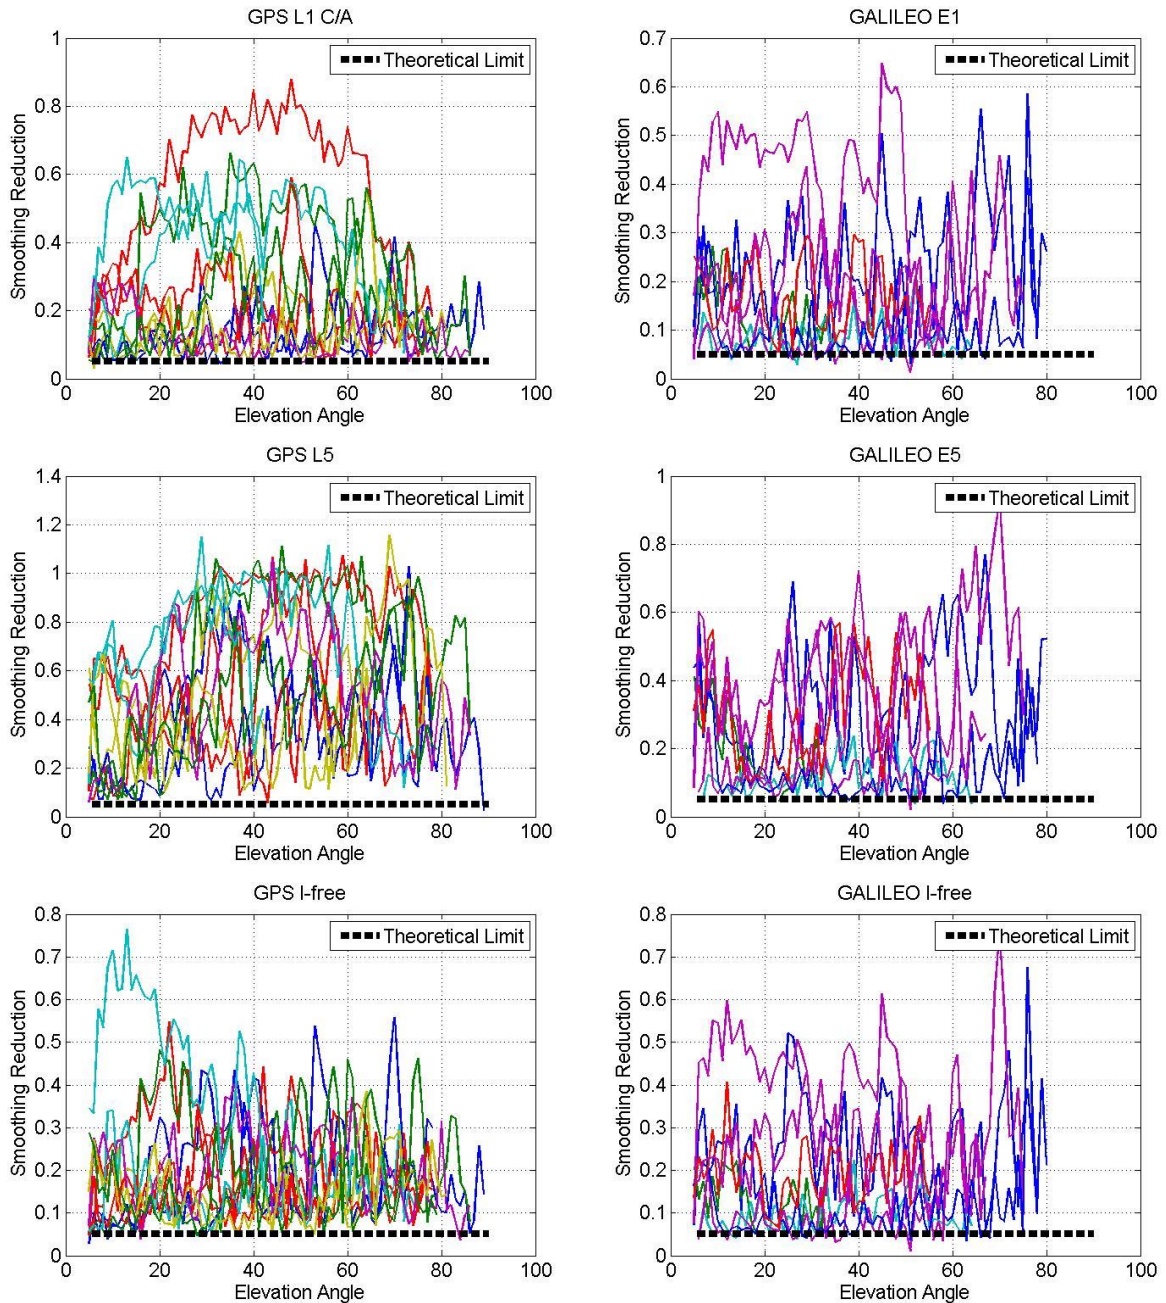 GPS L1 C/A
GALILEO E1
1
0.8
0.6
0.4
0.2
0
Smoothing Reduction
Theoretical Limit
0 20 40 60 80 100
Elevation Angle
0.7
0.6
0.5
0.4
0.3
0.2
0.1
0
Smoothing Reduction
Theoretical Limit
0 20 40 60 80 100
Elevation Angle
GPS L5
GALILEO E5
1.4
1.2
1
0.8
0.6
0.4
0.2
0
Smoothing Reduction
Theoretical Limit
0 20 40 60 80 100
Elevation Angle
1
0.8
0.6
0.4
0.2
0
Smoothing Reduction
Theoretical Limit
0 20 40 60 80 100
Elevation Angle
GPS I-free
GALILEO I-free
0.8
0.7
0.6
0.5
0.4
0.3
0.2
0.1
0
Smoothing Reduction
Theoretical Limit
0 20 40 60 80 100
Elevation Angle
0.8
0.7
0.6
0.5
0.4
0.3
0.2
0.1
0
Smoothing Reduction
Theoretical Limit
0 20 40 60 80 100
Elevation Angle